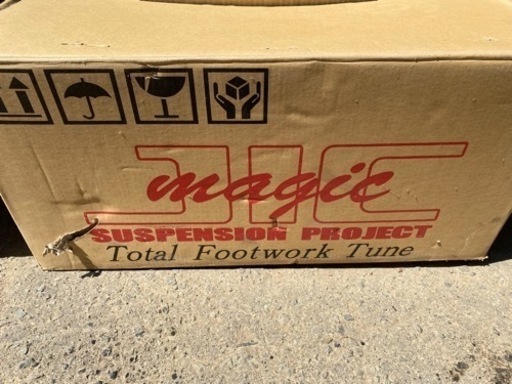 JIC
magic
SUSPENSION PROJECT
Total Footwork Tune